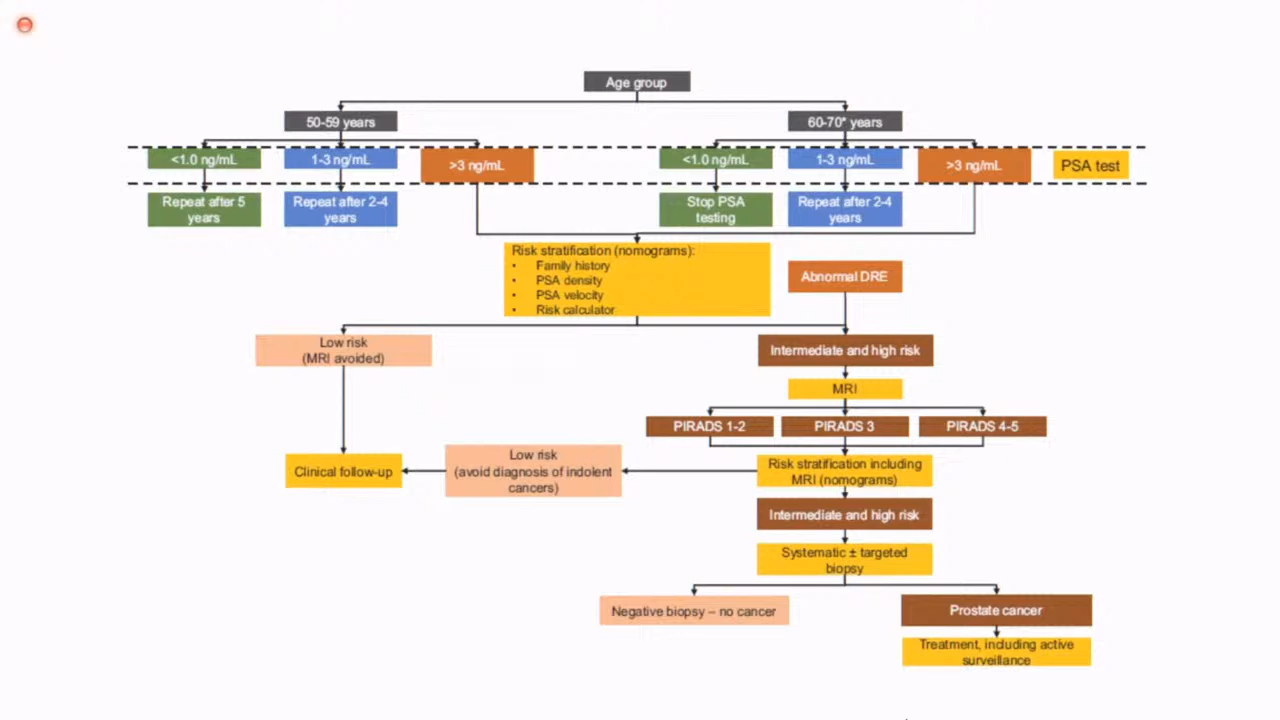 Age group
50-59 years
60-70* years
<1.0 ng/mL
1-3 ng/mL
>3 ng/mL
<1.0 ng/mL
1-3 ng/mL
>3 ng/mL
PSA test
Repeat after 5
years
Repeat after 2-4
years
Stop PSA
testing
Repeat after 2-4
years
Risk stratification (nomograms):
• Family history
• PSA density
• PSA velocity
• Risk calculator
Abnormal DRE
Low risk
(MRI avoided)
Intermediate and high risk
MRI
PIRADS 1-2
PIRADS 3
PIRADS 4-5
Clinical follow-up
Low risk
(avoid diagnosis of indolent
cancers)
Risk stratification including
MRI (nomograms)
Intermediate and high risk
Systematic ± targeted
biopsy
Negative biopsy – no cancer
Prostate cancer
Treatment, including active
surveillance